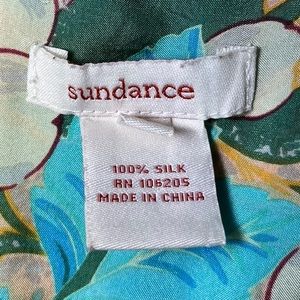 sundance
100% SILK
RN 106205
MADE IN CHINA